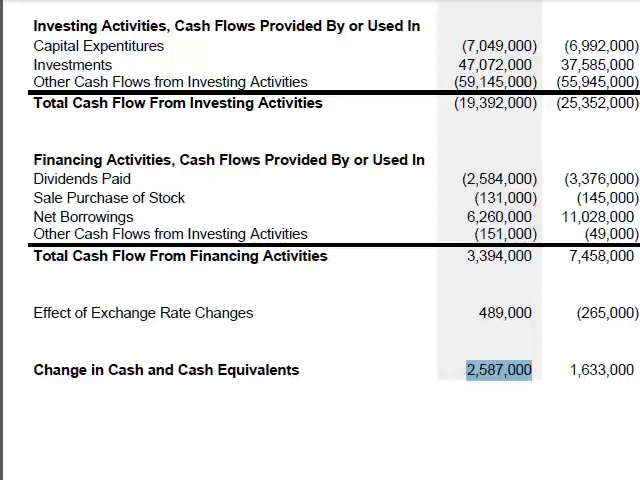 Investing Activities, Cash Flows Provided By or Used In
Capital Expenditures (7,049,000) (6,992,000)
Investments 47,072,000 37,585,000
Other Cash Flows from Investing Activities (59,145,000) (55,945,000)
Total Cash Flow From Investing Activities (19,392,000) (25,352,000)
Financing Activities, Cash Flows Provided By or Used In
Dividends Paid (2,584,000) (3,376,000)
Sale Purchase of Stock (131,000) (145,000)
Net Borrowings 6,260,000 11,028,000
Other Cash Flows from Investing Activities (151,000) (49,000)
Total Cash Flow From Financing Activities 3,394,000 7,458,000
Effect of Exchange Rate Changes 489,000 (265,000)
Change in Cash and Cash Equivalents 2,587,000 1,633,000